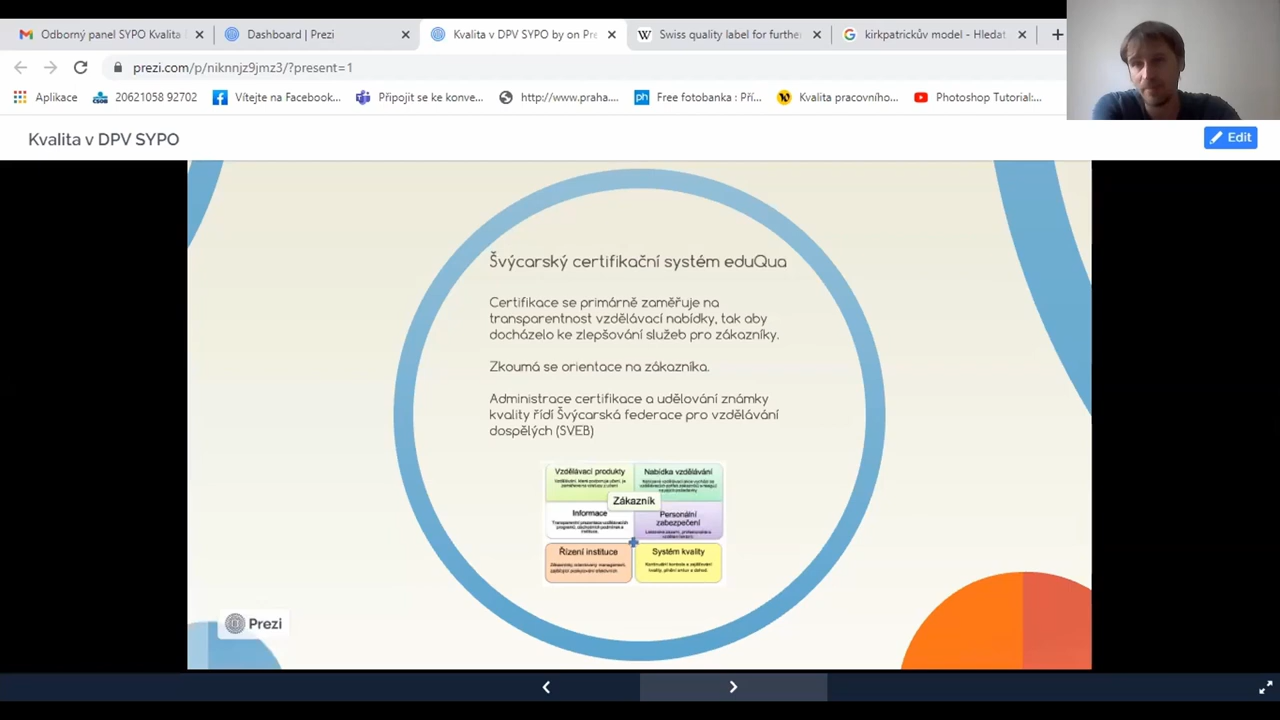 Odborný panel SYPO Kvalita
Dashboard | Prezi
Kvalita v DPV SYPO by on Pre
Swiss quality label for further
kirkpatrickův model - Hledat
prezi.com/p/niknnjz9jmz3/?present=1
Aplikace
ČSOB
20621058 92702
Vítejte na Facebook...
Připojit se ke konve...
http://www.praha....
Free fotobanka : Pří...
Kvalita pracovního...
Photoshop Tutorial:...
Kvalita v DPV SYPO
Edit
Švýcarský certifikační systém eduQua
Certifikace se primárně zaměřuje na
transparentnost vzdělávací nabídky, tak aby
docházelo ke zlepšování služeb pro zákazníky.
Zkoumá se orientace na zákazníka.
Administrace certifikace a udělování známky
kvality řídí Švýcarská federace pro vzdělávání
dospělých (SVEB)
Vzdělávací produkty
Nabídka vzdělávání
Zákazník
Informace
Personální
zabezpečení
Řízení instituce
Systém kvality
Prezi